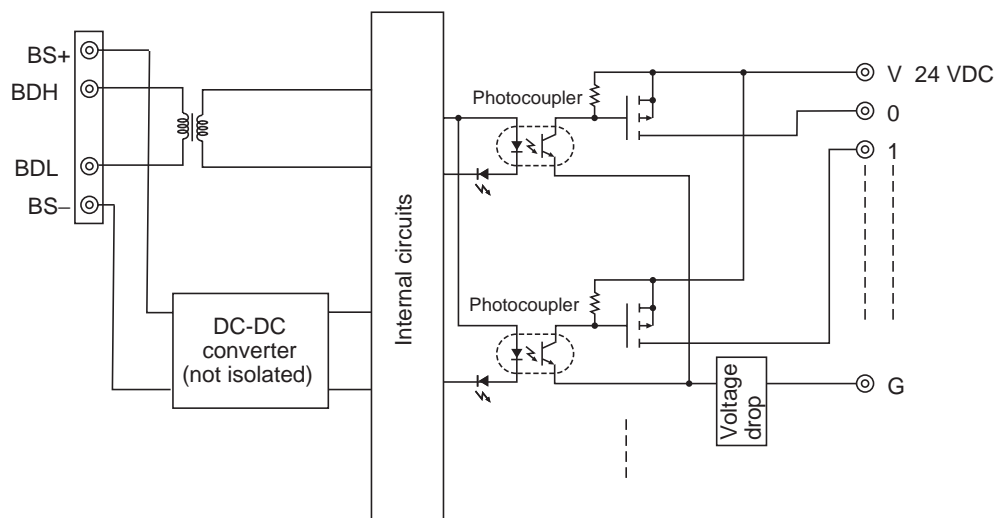 BS+
BDH
BDL
BS−
DC-DC
converter
(not isolated)
Internal circuits
Photocoupler
Photocoupler
V 24 VDC
0
1
G
Voltage
drop